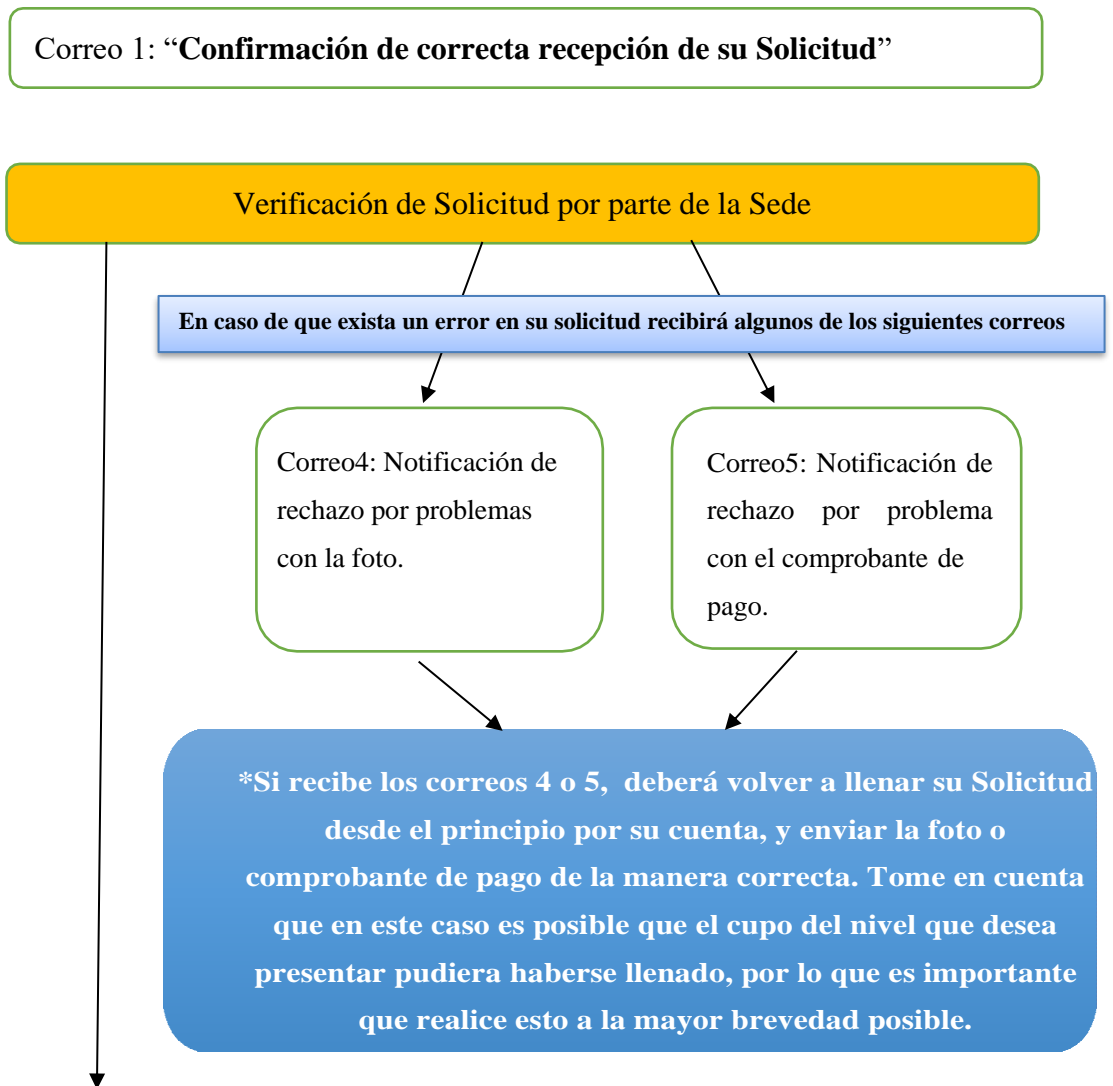 Correo 1: “Confirmación de correcta recepción de su Solicitud”
Verificación de Solicitud por parte de la Sede
En caso de que exista un error en su solicitud recibirá algunos de los siguientes correos
Correo4: Notificación de
rechazo por problemas
con la foto.
Correo5: Notificación de
rechazo por problema
con el comprobante de
pago.
*Si recibe los correos 4 o 5, deberá volver a llenar su Solicitud
desde el principio por su cuenta, y enviar la foto o
comprobante de pago de la manera correcta. Tome en cuenta
que en este caso es posible que el cupo del nivel que desea
presentar pudiera haberse llenado, por lo que es importante
que realice esto a la mayor brevedad posible.